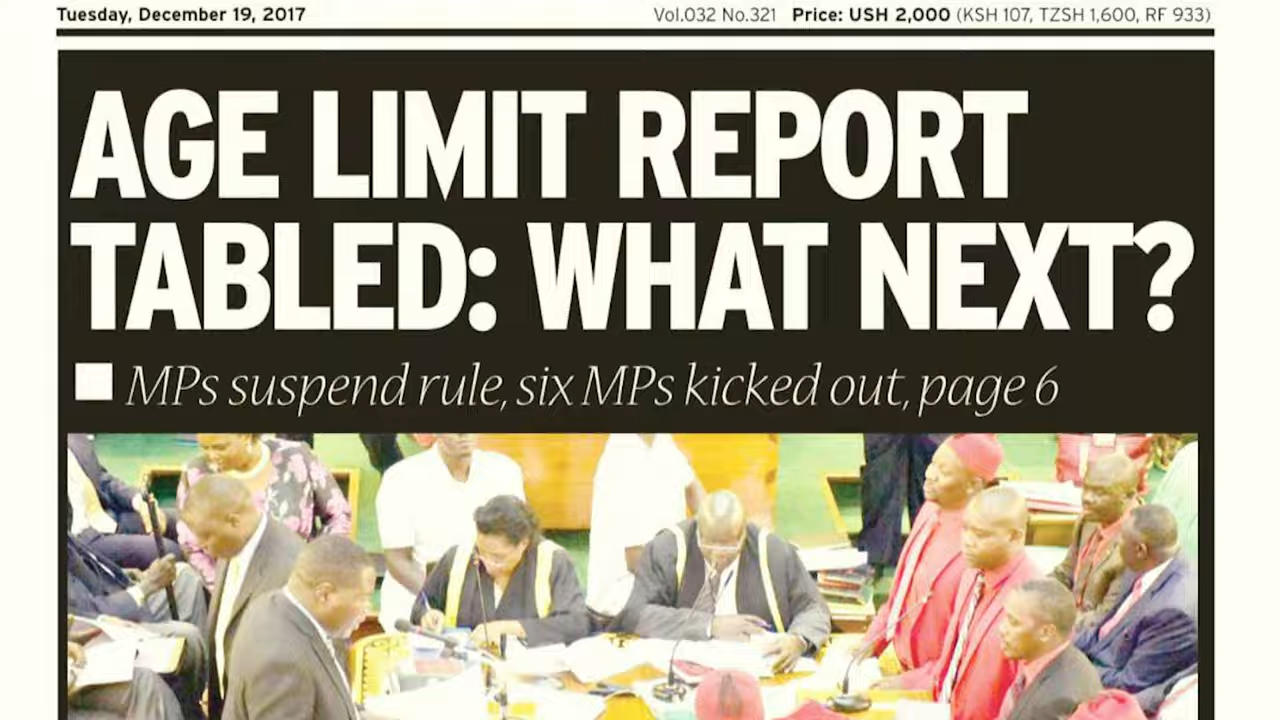 Tuesday, December 19, 2017 Vol.032 No.321 Price: USH 2,000 (KSH 107, TZSH 1,600, RF 933)
AGE LIMIT REPORT
TABLED: WHAT NEXT?
MPs suspend rule, six MPs kicked out, page 6